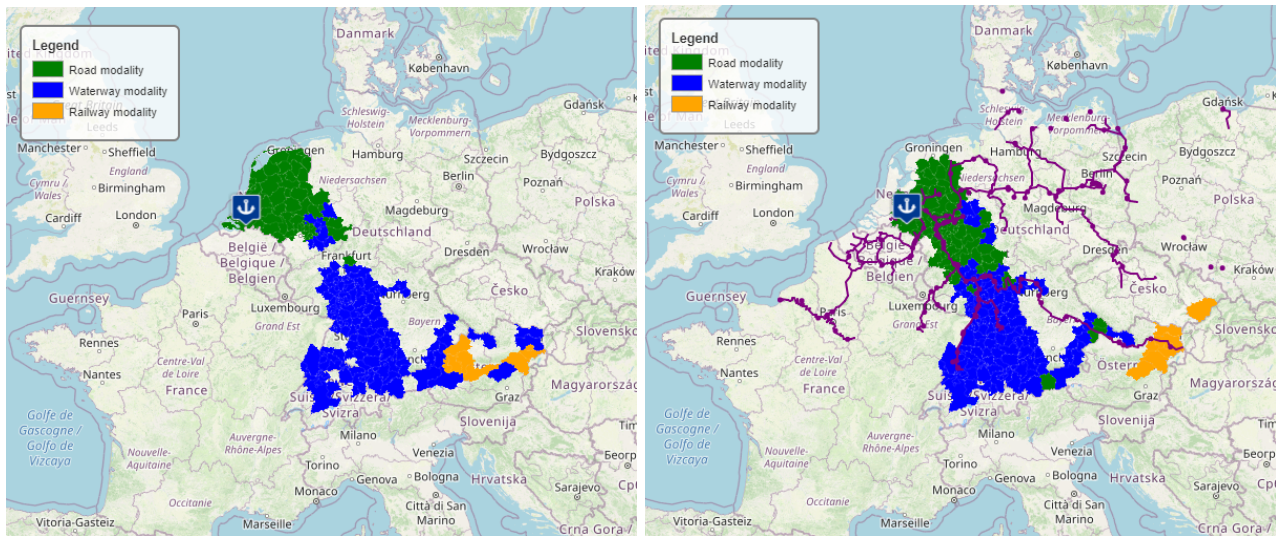 Legend
Road modality
Waterway modality
Railway modality
Danmark
København
Gdańsk
Schleswig-
Holstein
Mecklenburg-
Vorpommern
Leeds
Manchester
Sheffield
England
Groningen
Hamburg
Szczecin
Bydgoszcz
Cymru /
Wales
Birmingham
Niedersachsen
Berlin
Poznań
Cardiff
London
Magdeburg
Polska
België /
Belgique /
Belgien
Deutschland
Dresden
Wrocław
Frankfurt
Kraków
Guernsey
Luxembourg
Česko
Paris
Grand Est
Bayern
Slovensko
Rennes
Nantes
Centre-Val
de Loire
France
Magyarország
Svizzera/
Svizra
Graz
Slovenija
Golfe de
Gascogne /
Golfo de
Vizcaya
Auvergne-
Rhône-Alpes
Milano
Nouvelle-
Aquitaine
Torino
Venezia
Hrvatska
Genova
Bologna
Monaco
Occitanie
Città di San
Marino
Sarajevo
Vitoria-Gasteiz
Marseille
Crna Gora /
Legend
Road modality
Waterway modality
Railway modality
Danmark
København
Gdańsk
Schleswig-
Holstein
Mecklenburg-
Vorpommern
Leeds
Manchester
Sheffield
England
Groningen
Hamburg
Szczecin
Bydgoszcz
Cymru /
Wales
Birmingham
Niedersachsen
Berlin
Poznań
Cardiff
London
Magdeburg
Polska
België /
Belgique /
Belgien
Deutschland
Dresden
Wrocław
Kraków
Guernsey
Luxembourg
Česko
Paris
Grand Est
Bayern
Slovensko
Rennes
Nantes
Centre-Val
de Loire
France
Magyarország
Svizzera/
Svizra
Graz
Slovenija
Golfe de
Gascogne /
Golfo de
Vizcaya
Auvergne-
Rhône-Alpes
Milano
Nouvelle-
Aquitaine
Torino
Venezia
Hrvatska
Genova
Bologna
Monaco
Occitanie
Città di San
Marino
Sarajevo
Vitoria-Gasteiz
Marseille
Crna Gora /